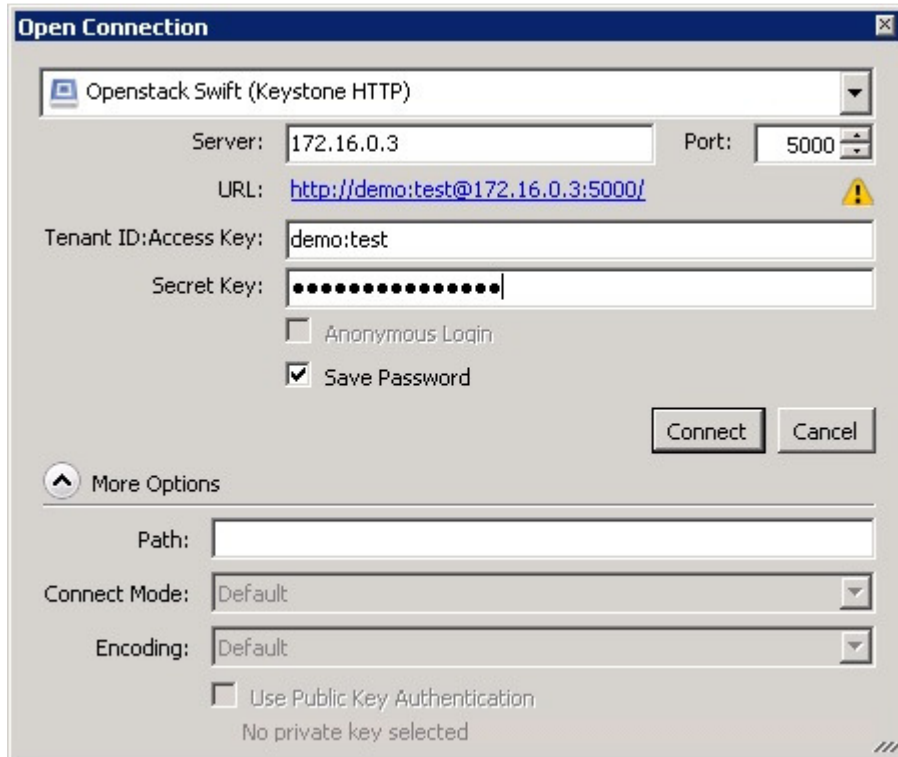 Open Connection
Openstack Swift (Keystone HTTP)
Server: 172.16.0.3 Port: 5000
URL: http://demo:test@172.16.0.3:5000/
Tenant ID:Access Key: demo:test
Secret Key: ●●●●●●●●●●●●●●●
Anonymous Login
Save Password
Connect Cancel
More Options
Path:
Connect Mode: Default
Encoding: Default
Use Public Key Authentication
No private key selected